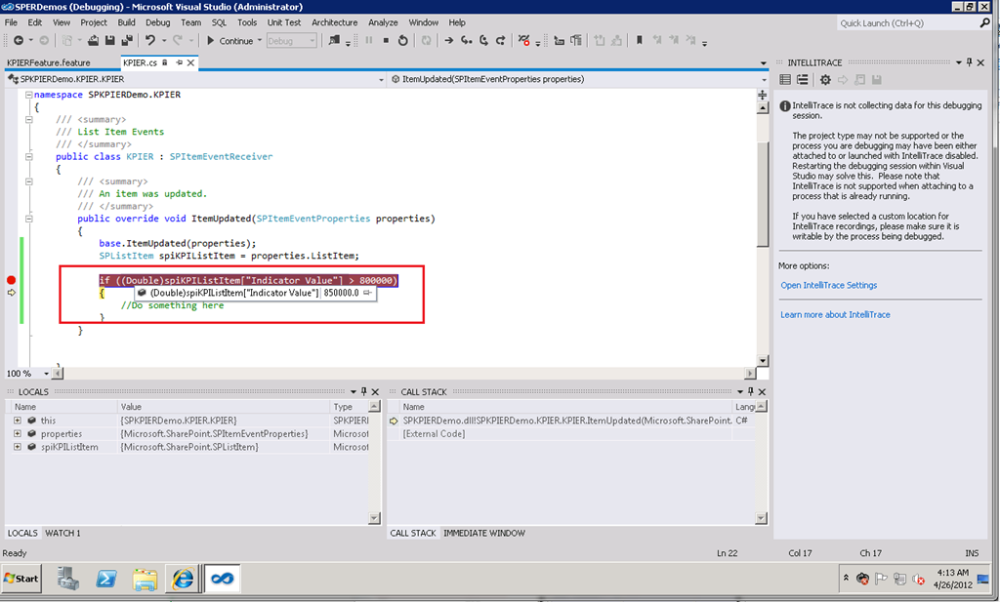 SPERDemos (Debugging) - Microsoft Visual Studio (Administrator)
File Edit View Project Build Debug Team SQL Tools Unit Test Architecture Analyze Window Help
Quick Launch (Ctrl+Q)
Continue Debug
KPIERFeature.feature KPIER.cs
SPKPIERDemo.KPIER.KPIER ItemUpdated(SPItemEventProperties properties)
namespace SPKPIERDemo.KPIER
{
/// <summary>
/// List Item Events
/// </summary>
public class KPIER : SPItemEventReceiver
{
/// <summary>
/// An item was updated.
/// </summary>
public override void ItemUpdated(SPItemEventProperties properties)
{
base.ItemUpdated(properties);
SPListItem spiKPIListItem = properties.ListItem;
if ((Double)spiKPIListItem["Indicator Value"] > 800000)
{
(Double)spiKPIListItem["Indicator Value"] 850000.0
//Do something here
}
}
}
100 %
INTELLITRACE
IntelliTrace is not collecting data for this debugging
session.
The project type may not be supported or the
process you are debugging may have been either
attached to or launched with IntelliTrace disabled.
Restarting the debugging session within Visual
Studio may solve this. Please note that
IntelliTrace is not supported when attaching to a
process that is already running.
If you have selected a custom location for
IntelliTrace recordings, please make sure it is
writable by the process being debugged.
More options:
Open IntelliTrace Settings
Learn more about IntelliTrace
LOCALS
Name Value Type
this {SPKPIERDemo.KPIER.KPIER} SPKPIERI
properties {Microsoft.SharePoint.SPItemEventProperties} Microsof
spiKPIListItem {Microsoft.SharePoint.SPListItem} Microsof
LOCALS WATCH 1
CALL STACK
Name Langu
SPKPIERDemo.dll!SPKPIERDemo.KPIER.KPIER.ItemUpdated(Microsoft.SharePoint. C#
[External Code]
CALL STACK IMMEDIATE WINDOW
Ready Ln 22 Col 17 Ch 17 INS
Start
4:13 AM
4/26/2012